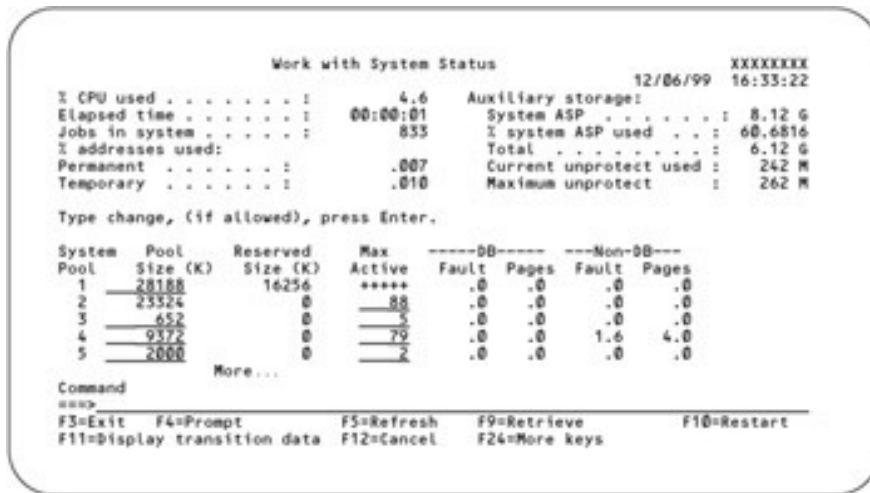 Work with System Status XXXXXXXX
12/06/99 16:33:22
% CPU used . . . . . . . : 4.6 Auxiliary storage:
Elapsed time . . . . . . : 00:00:01 System ASP . . . . . . : 8.12 G
Jobs in system . . . . . : 833 % system ASP used . . : 60.6816
% addresses used: Total . . . . . . . . : 6.12 G
Permanent . . . . . . : .007 Current unprotect used : 242 M
Temporary . . . . . . : .010 Maximum unprotect : 262 M
Type change, (if allowed), press Enter.
System Pool Reserved Max -----DB----- ---Non-DB---
Pool Size (K) Size (K) Active Fault Pages Fault Pages
1 28188 16256 +++++ .0 .0 .0 .0
2 23324 0 88 .0 .0 .0 .0
3 652 0 5 .0 .0 .0 .0
4 9372 0 79 .0 .0 1.6 4.0
5 2000 0 2 .0 .0 .0 .0
More...
Command
===>
F3=Exit F4=Prompt F5=Refresh F9=Retrieve F10=Restart
F11=Display transition data F12=Cancel F24=More keys